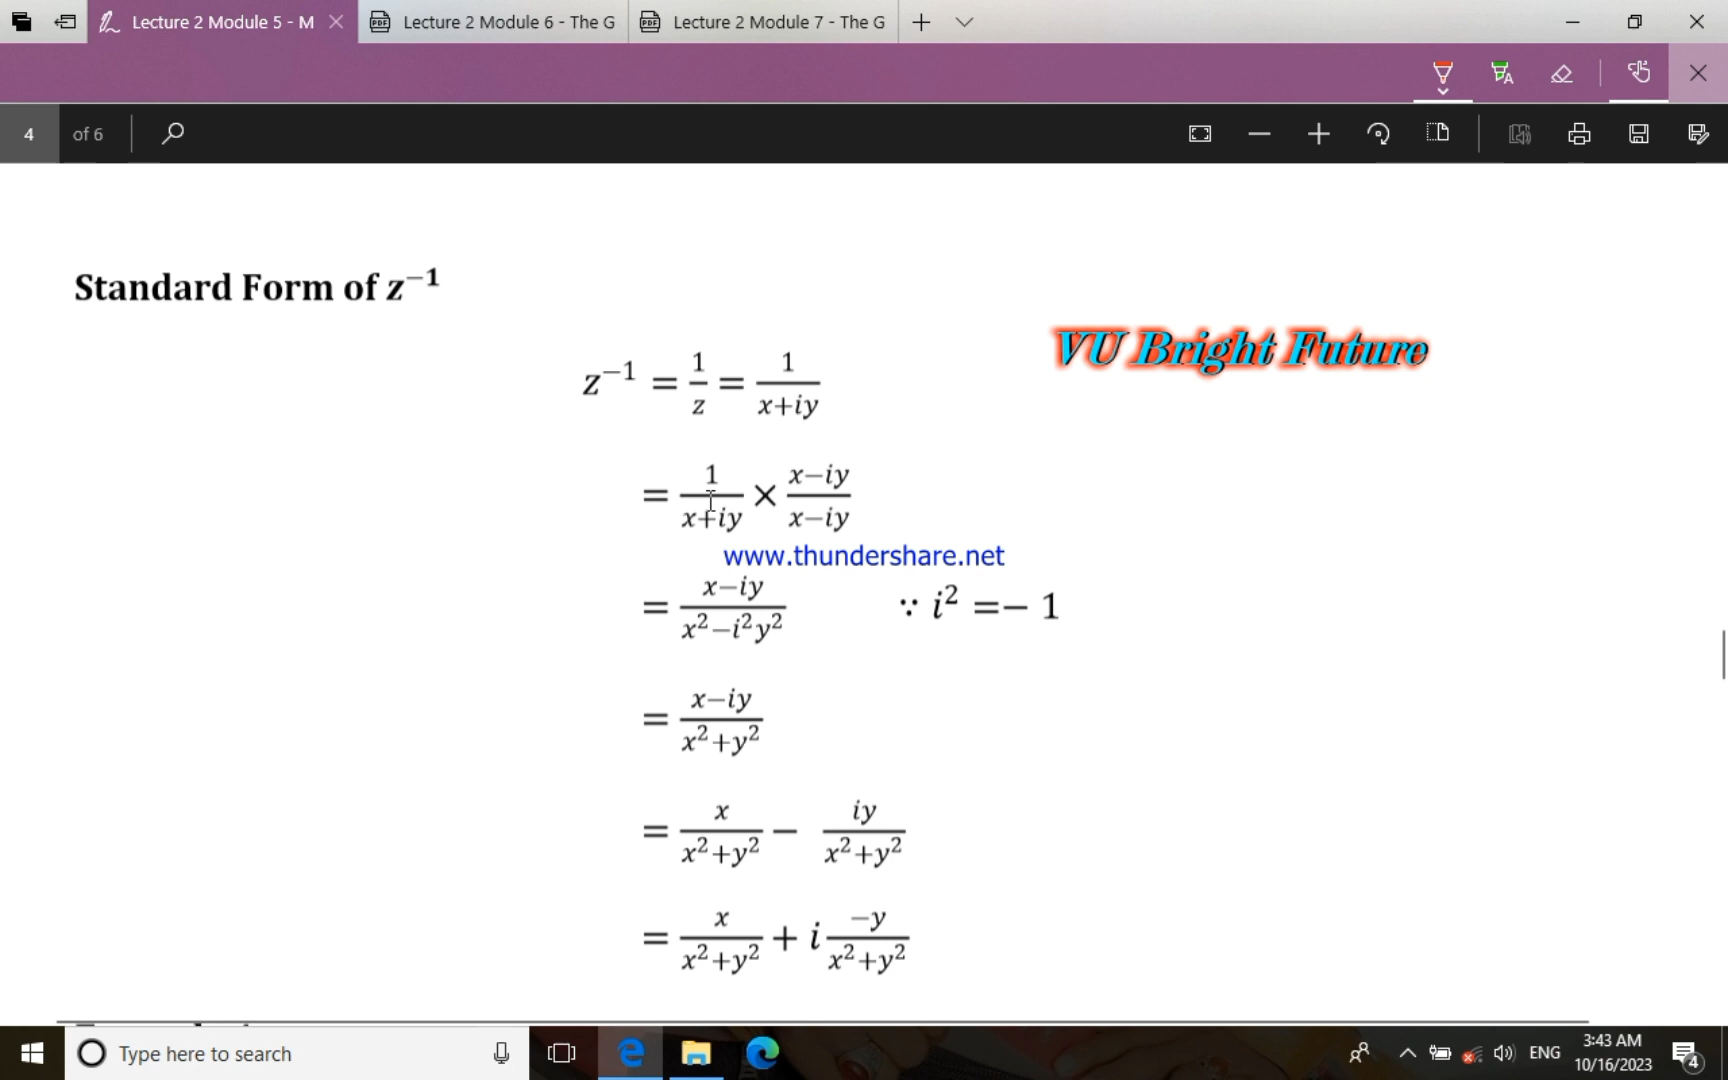 Lecture 2 Module 5 - M
Lecture 2 Module 6 - The G
Lecture 2 Module 7 - The G
4 of 6
Standard Form of z⁻¹
VU Bright Future
z⁻¹ = 1/z = 1/(x+iy)
= 1/(x+iy) × (x−iy)/(x−iy)
www.thundershare.net
= (x−iy)/(x²−i²y²) ∵ i² =− 1
= (x−iy)/(x²+y²)
= x/(x²+y²) − iy/(x²+y²)
= x/(x²+y²) + i −y/(x²+y²)
Type here to search
ENG
3:43 AM
10/16/2023
4